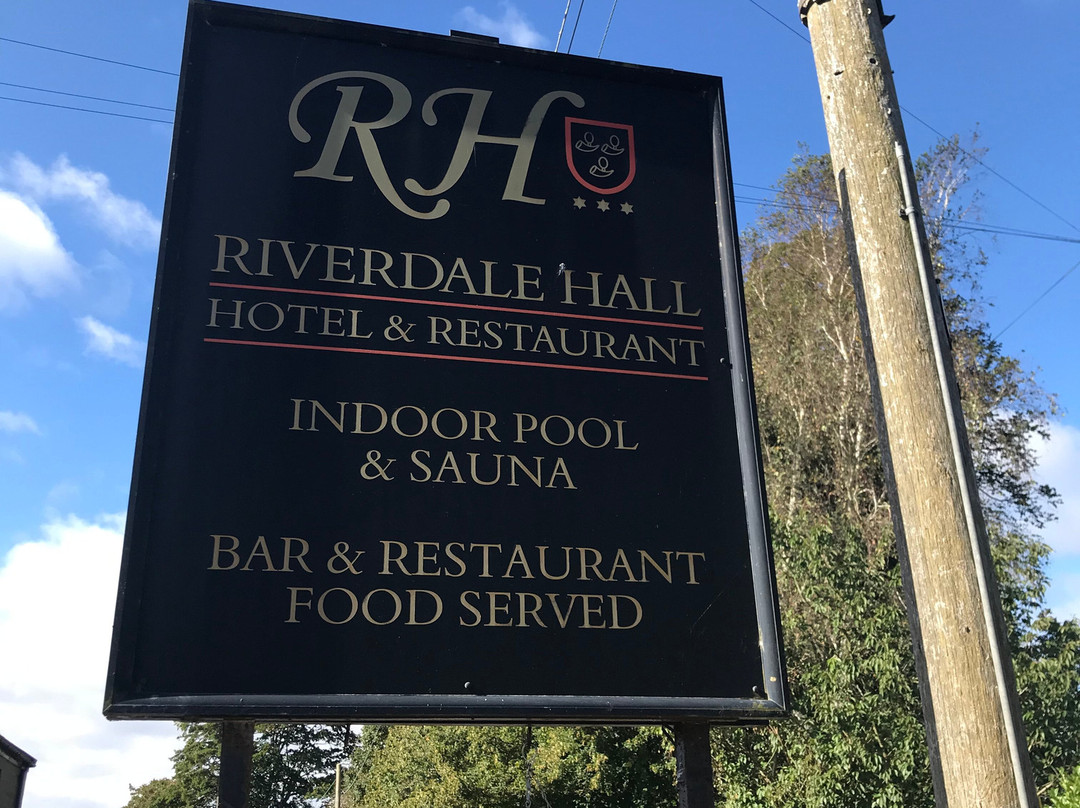 RH
RIVERDALE HALL
HOTEL & RESTAURANT
INDOOR POOL
& SAUNA
BAR & RESTAURANT
FOOD SERVED